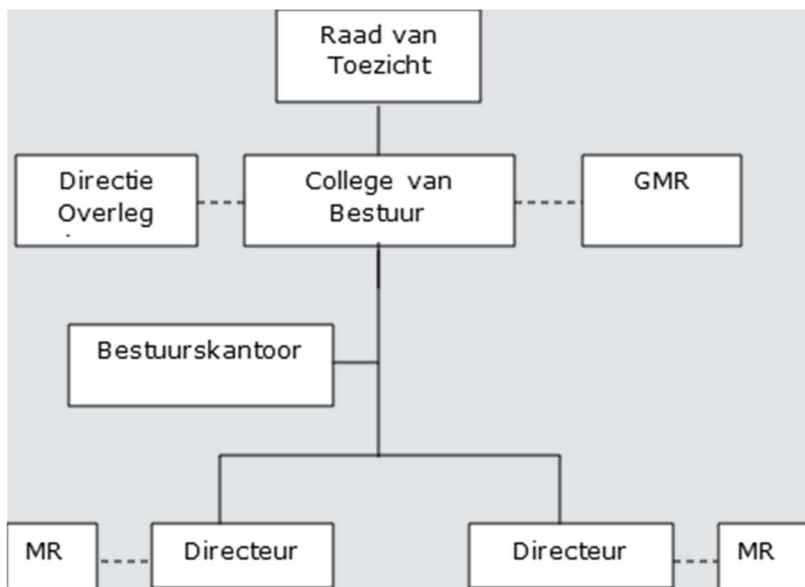 Raad van
Toezicht
Directie
Overleg
College van
Bestuur
GMR
Bestuurskantoor
MR
Directeur
Directeur
MR